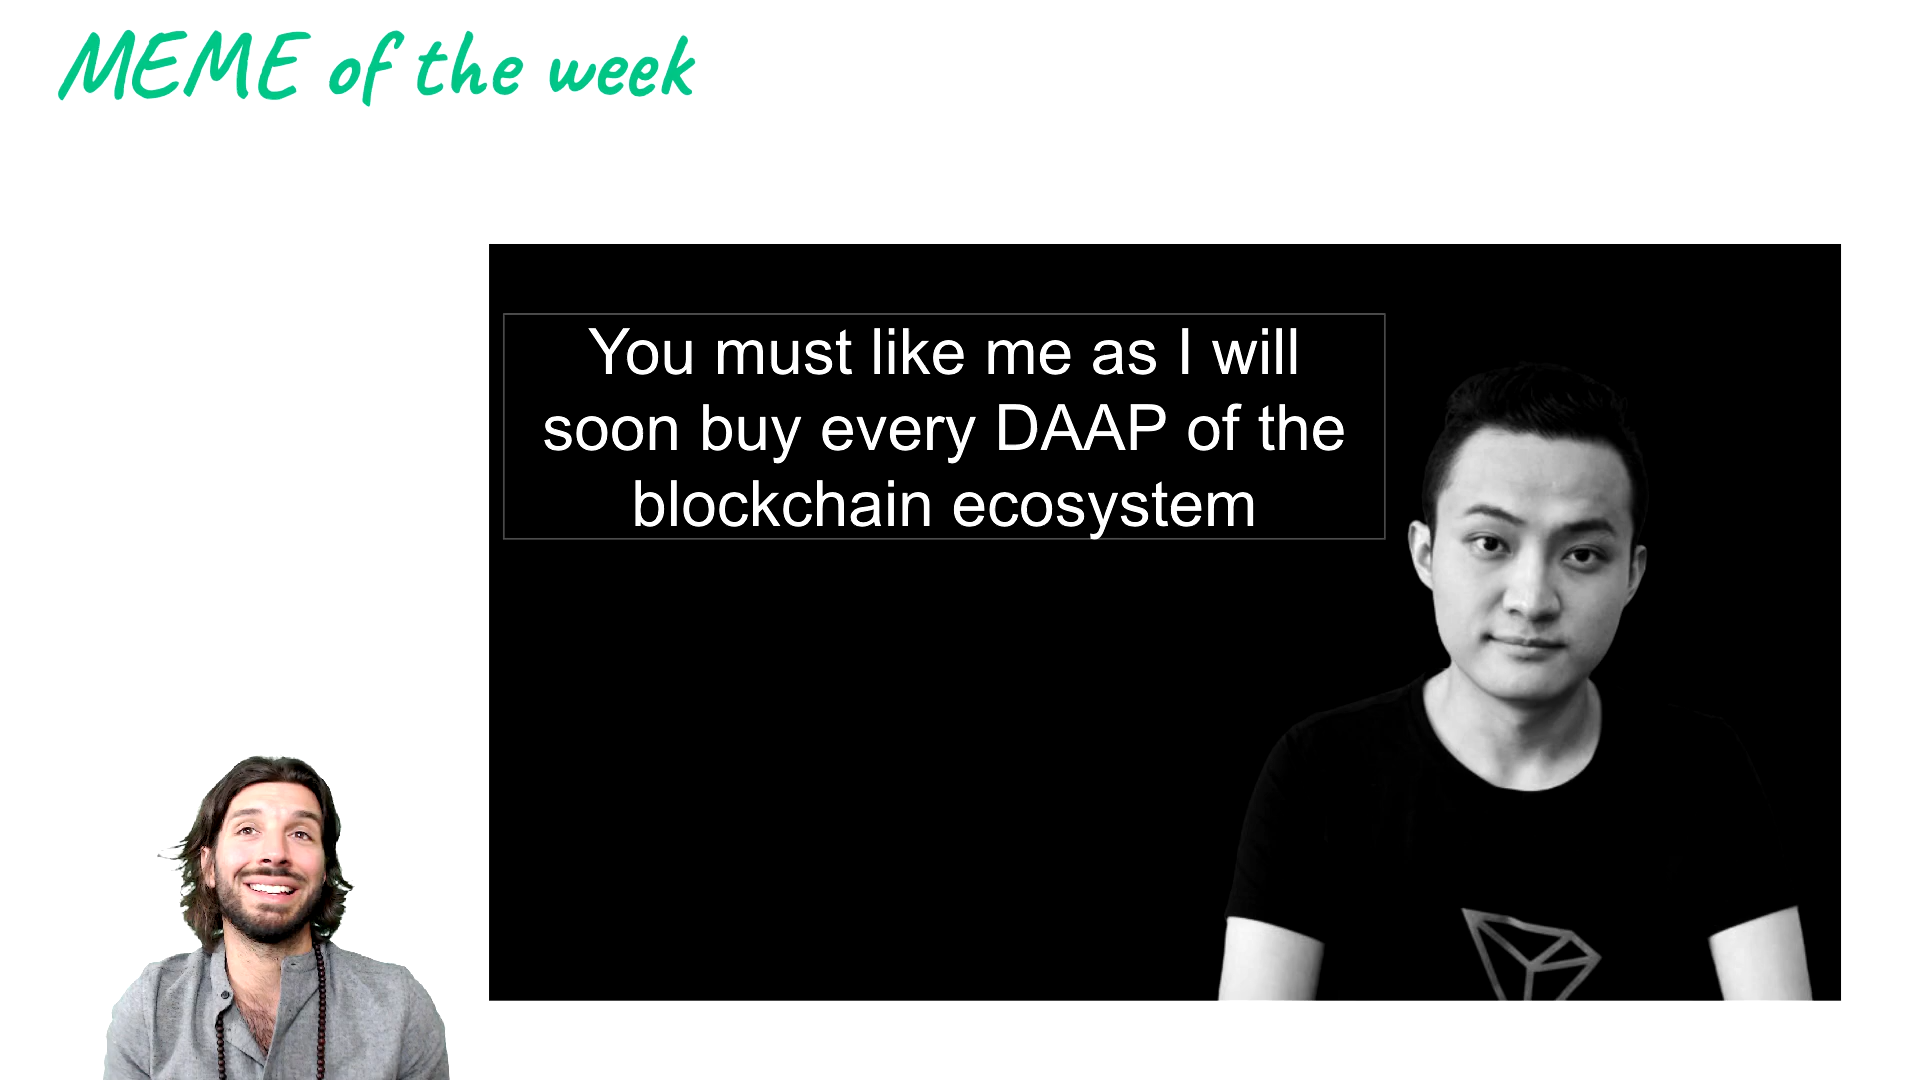 MEME of the week
You must like me as I will
soon buy every DAAP of the
blockchain ecosystem